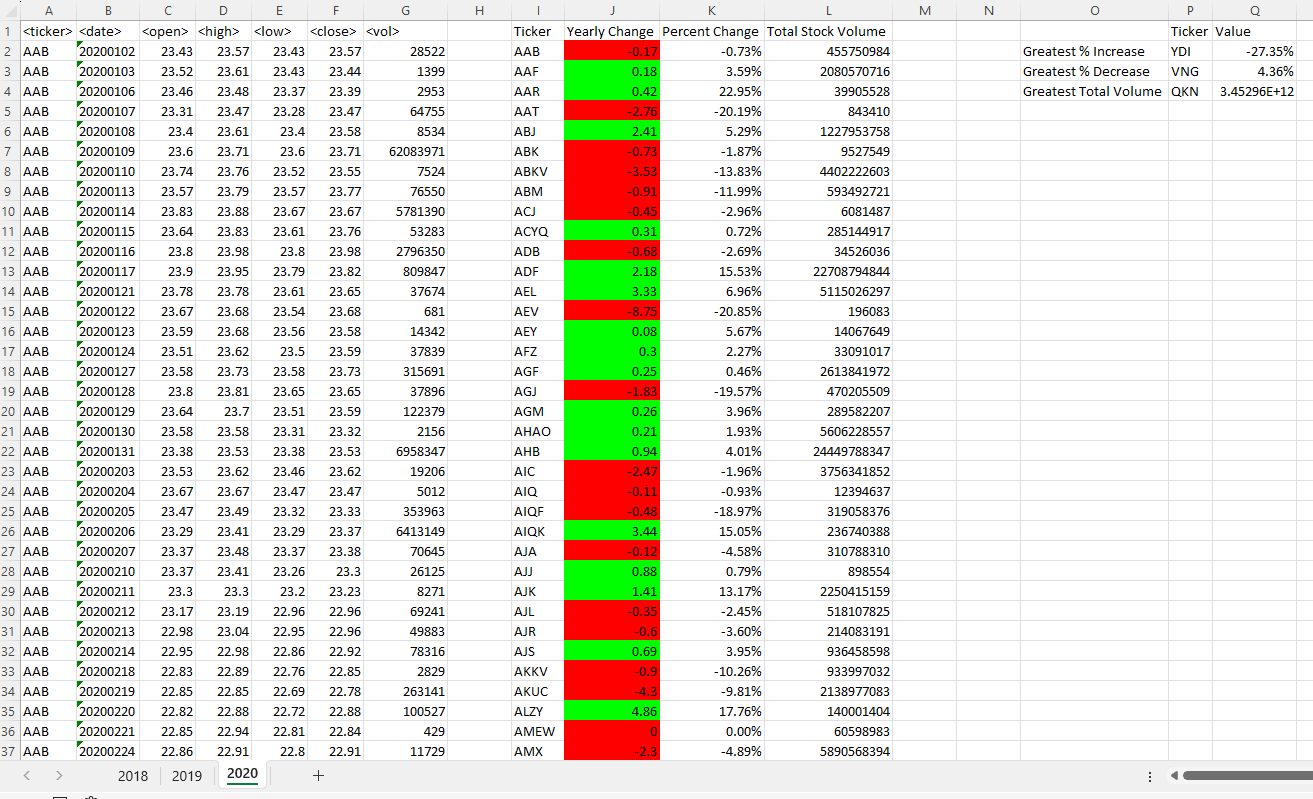 A B C D E F G H I J K L M N O P Q
1 <ticker> <date> <open> <high> <low> <close> <vol> Ticker Yearly Change Percent Change Total Stock Volume Ticker Value
2 AAB 20200102 23.43 23.57 23.43 23.57 28522 AAB -0.17 -0.73% 455750984 Greatest % Increase YDI -27.35%
3 AAB 20200103 23.52 23.61 23.43 23.44 1399 AAF 0.18 3.59% 2080570716 Greatest % Decrease VNG 4.36%
4 AAB 20200106 23.46 23.48 23.37 23.39 2953 AAR 0.42 22.95% 39905528 Greatest Total Volume QKN 3.45296E+12
5 AAB 20200107 23.31 23.47 23.28 23.47 64755 AAT -2.76 -20.19% 843410
6 AAB 20200108 23.4 23.61 23.4 23.58 8534 ABJ 2.41 5.29% 1227953758
7 AAB 20200109 23.6 23.71 23.6 23.71 62083971 ABK -0.73 -1.87% 9527549
8 AAB 20200110 23.74 23.76 23.52 23.55 7524 ABKV -3.53 -13.83% 4402222603
9 AAB 20200113 23.57 23.79 23.57 23.77 76550 ABM -0.91 -11.99% 593492721
10 AAB 20200114 23.83 23.88 23.67 23.67 5781390 ACJ -0.45 -2.96% 6081487
11 AAB 20200115 23.64 23.83 23.61 23.76 53283 ACYQ 0.31 0.72% 285144917
12 AAB 20200116 23.8 23.98 23.8 23.98 2796350 ADB -0.68 -2.69% 34526036
13 AAB 20200117 23.9 23.95 23.79 23.82 809847 ADF 2.18 15.53% 22708794844
14 AAB 20200121 23.78 23.78 23.61 23.65 37674 AEL 3.33 6.96% 5115026297
15 AAB 20200122 23.67 23.68 23.54 23.68 681 AEV -8.75 -20.85% 196083
16 AAB 20200123 23.59 23.68 23.56 23.58 14342 AEY 0.08 5.67% 14067649
17 AAB 20200124 23.51 23.62 23.5 23.59 37839 AFZ 0.3 2.27% 33091017
18 AAB 20200127 23.58 23.73 23.58 23.73 315691 AGF 0.25 0.46% 2613841972
19 AAB 20200128 23.8 23.81 23.65 23.65 37896 AGJ -1.83 -19.57% 470205509
20 AAB 20200129 23.64 23.7 23.51 23.59 122379 AGM 0.26 3.96% 289582207
21 AAB 20200130 23.58 23.58 23.31 23.32 2156 AHAO 0.21 1.93% 5606228557
22 AAB 20200131 23.38 23.53 23.38 23.53 6958347 AHB 0.94 4.01% 24449788347
23 AAB 20200203 23.53 23.62 23.46 23.62 19206 AIC -2.47 -1.96% 3756341852
24 AAB 20200204 23.67 23.67 23.47 23.47 5012 AIQ -0.11 -0.93% 12394637
25 AAB 20200205 23.47 23.49 23.32 23.33 353963 AIQF -0.48 -18.97% 319058376
26 AAB 20200206 23.29 23.41 23.29 23.37 6413149 AIQK 3.44 15.05% 236740388
27 AAB 20200207 23.37 23.48 23.37 23.38 70645 AJA -0.12 -4.58% 310788310
28 AAB 20200210 23.37 23.41 23.26 23.3 26125 AJJ 0.88 0.79% 898554
29 AAB 20200211 23.3 23.3 23.2 23.23 8271 AJK 1.41 13.17% 2250415159
30 AAB 20200212 23.17 23.19 22.96 22.96 69241 AJL -0.35 -2.45% 518107825
31 AAB 20200213 22.98 23.04 22.95 22.96 49883 AJR -0.6 -3.60% 214083191
32 AAB 20200214 22.95 22.98 22.86 22.92 78316 AJS 0.69 3.95% 936458598
33 AAB 20200218 22.83 22.89 22.76 22.85 2829 AKKV -0.9 -10.26% 933997032
34 AAB 20200219 22.85 22.85 22.69 22.78 263141 AKUC -4.3 -9.81% 2138977083
35 AAB 20200220 22.82 22.88 22.72 22.88 100527 ALZY 4.86 17.76% 140001404
36 AAB 20200221 22.85 22.94 22.81 22.84 429 AMEW 0 0.00% 60598983
37 AAB 20200224 22.86 22.91 22.8 22.91 11729 AMX -2.3 -4.89% 5890568394
2018 2019 2020